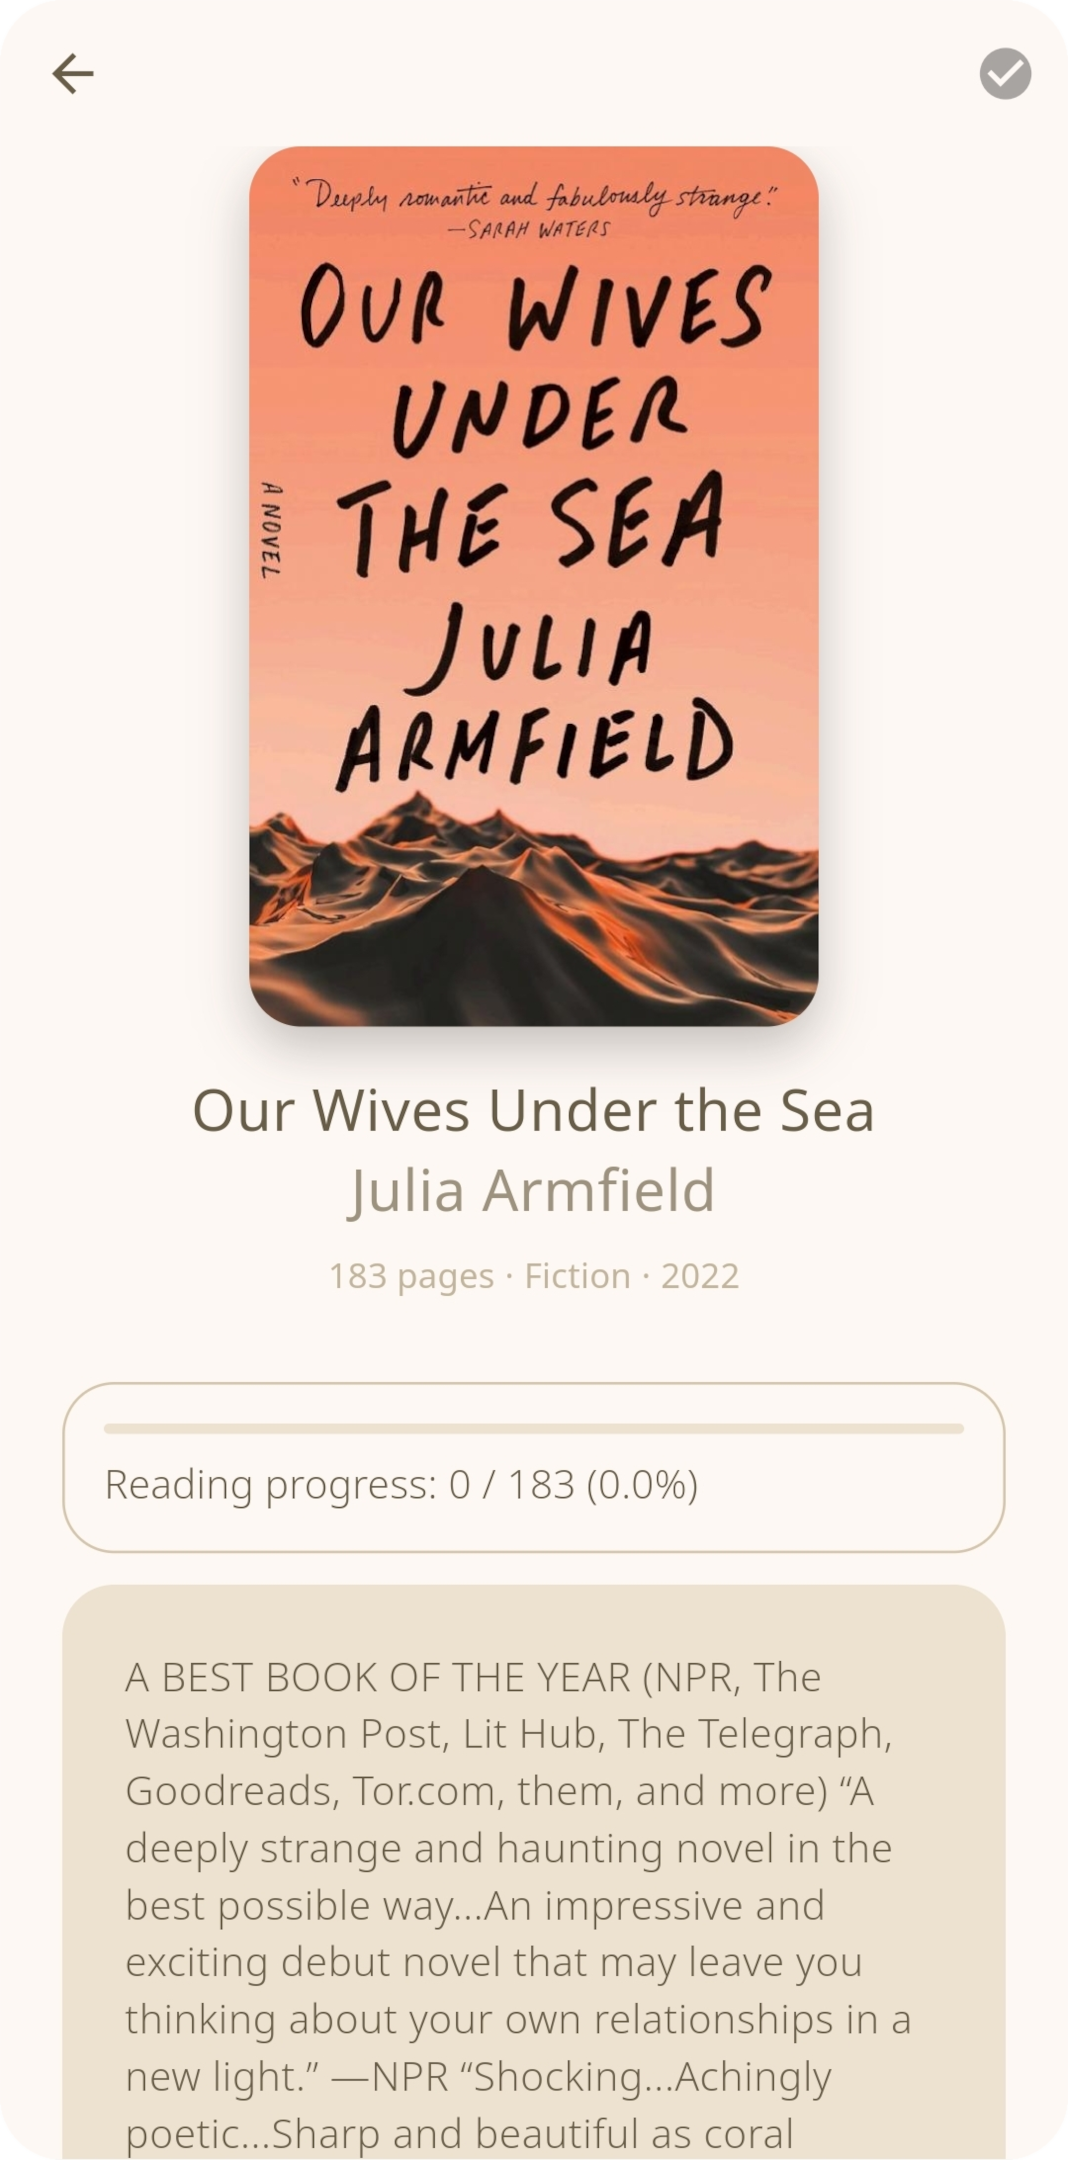 “Deeply romantic and fabulously strange.”
—SARAH WATERS
OUR WIVES
UNDER
THE SEA
A NOVEL
JULIA
ARMFIELD
Our Wives Under the Sea
Julia Armfield
183 pages · Fiction · 2022
Reading progress: 0 / 183 (0.0%)
A BEST BOOK OF THE YEAR (NPR, The
Washington Post, Lit Hub, The Telegraph,
Goodreads, Tor.com, them, and more) “A
deeply strange and haunting novel in the
best possible way...An impressive and
exciting debut novel that may leave you
thinking about your own relationships in a
new light.” —NPR “Shocking...Achingly
poetic...Sharp and beautiful as coral